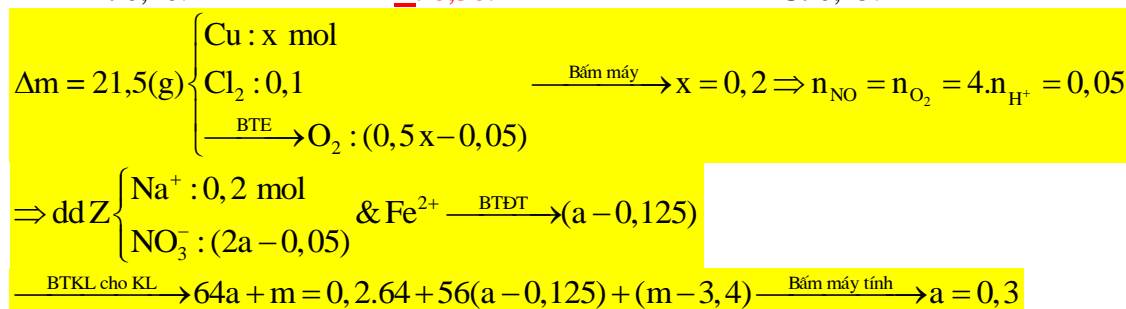 Δm = 21,5(g) { Cu : x mol
Cl₂ : 0,1
—BTE→ O₂ : (0,5x − 0,05)
—Bấm máy→ x = 0,2 ⇒ n_NO = n_O₂ = 4.n_H⁺ = 0,05
⇒ dd Z { Na⁺ : 0,2 mol
NO₃⁻ : (2a − 0,05)
& Fe²⁺ —BTĐT→ (a − 0,125)
—BTKL cho KL→ 64a + m = 0,2.64 + 56(a − 0,125) + (m − 3,4) —Bấm máy tính→ a = 0,3